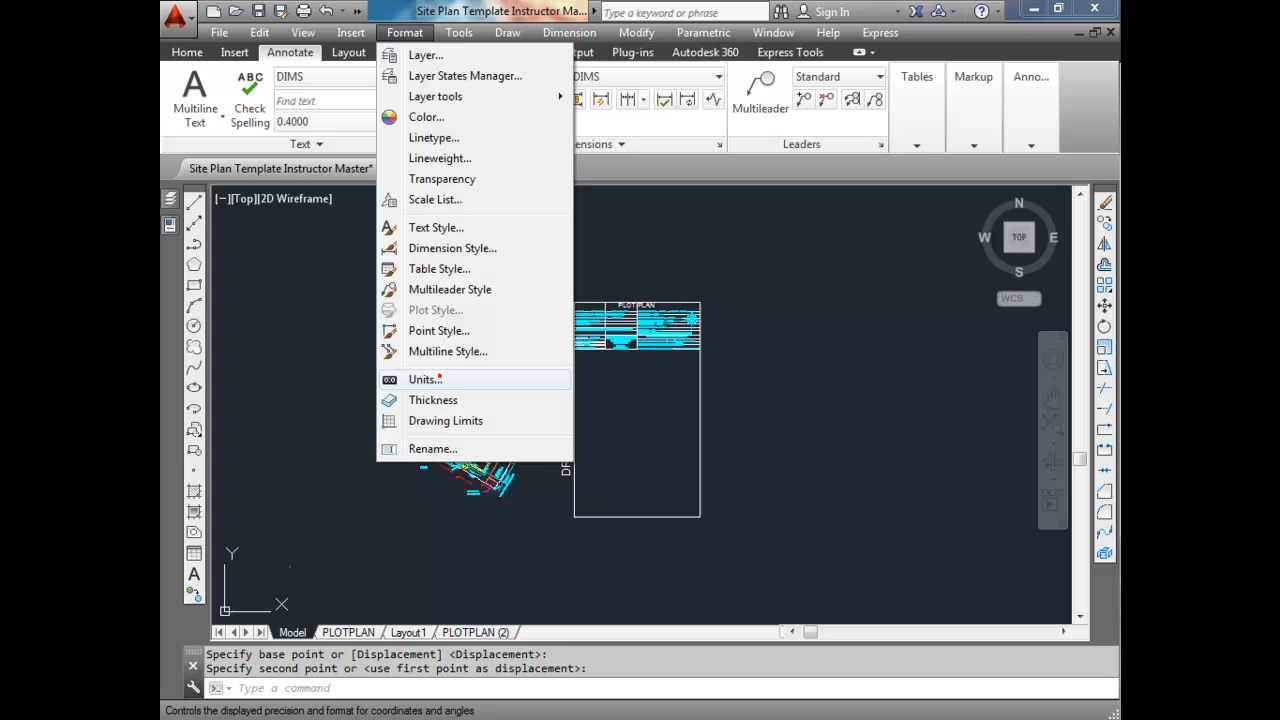 Site Plan Template Instructor Ma...
Type a keyword or phrase
Sign In
File Edit View Insert Format Tools Draw Dimension Modify Parametric Window Help Express
Home Insert Annotate Layout
Plug-ins Autodesk 360 Express Tools
Multiline Text
ABC
Check Spelling
DIMS
Find text
0.4000
Text
DIMS
Multileader
Standard
Leaders
Tables
Markup
Anno...
Site Plan Template Instructor Master*
Layer...
Layer States Manager...
Layer tools
Color...
Linetype...
Lineweight...
Transparency
Scale List...
Text Style...
Dimension Style...
Table Style...
Multileader Style
Plot Style...
Point Style...
Multiline Style...
Units...
Thickness
Drawing Limits
Rename...
[−][Top][2D Wireframe]
N
W TOP E
S
WCS
PLOT PLAN
Y
X
Model PLOTPLAN Layout1 PLOTPLAN (2)
Specify base point or [Displacement] <Displacement>:
Specify second point or <use first point as displacement>:
Type a command
Controls the displayed precision and format for coordinates and angles